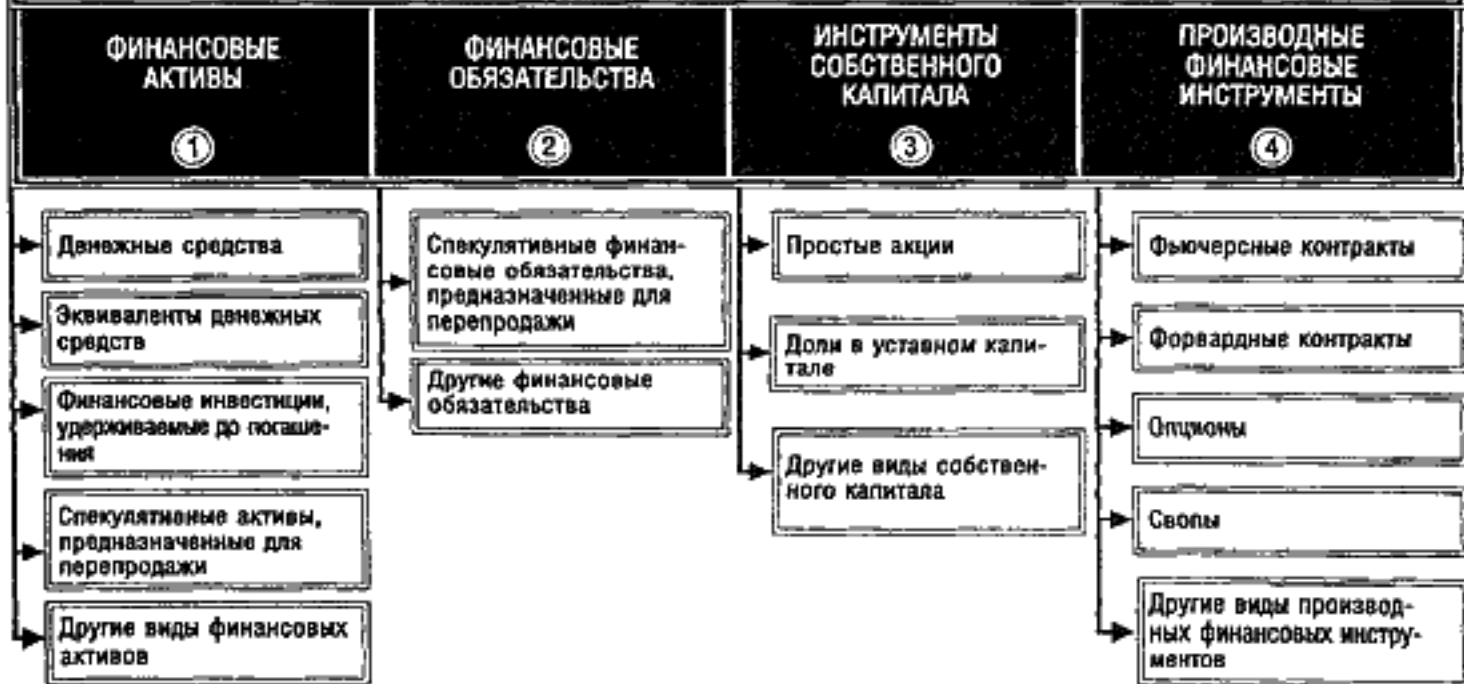 ФИНАНСОВЫЕ
АКТИВЫ
1
ФИНАНСОВЫЕ
ОБЯЗАТЕЛЬСТВА
2
ИНСТРУМЕНТЫ
СОБСТВЕННОГО
КАПИТАЛА
3
ПРОИЗВОДНЫЕ
ФИНАНСОВЫЕ
ИНСТРУМЕНТЫ
4
Денежные средства
Эквиваленты денежных
средств
Финансовые инвестиции,
удерживаемые до погаше-
ния
Спекулятивные активы,
предназначенные для
перепродажи
Другие виды финансовых
активов
Спекулятивные финан-
совые обязательства,
предназначенные для
перепродажи
Другие финансовые
обязательства
Простые акции
Доли в уставном капи-
тале
Другие виды собствен-
ного капитала
Фьючерсные контракты
Форвардные контракты
Опционы
Свопы
Другие виды производ-
ных финансовых инстру-
ментов